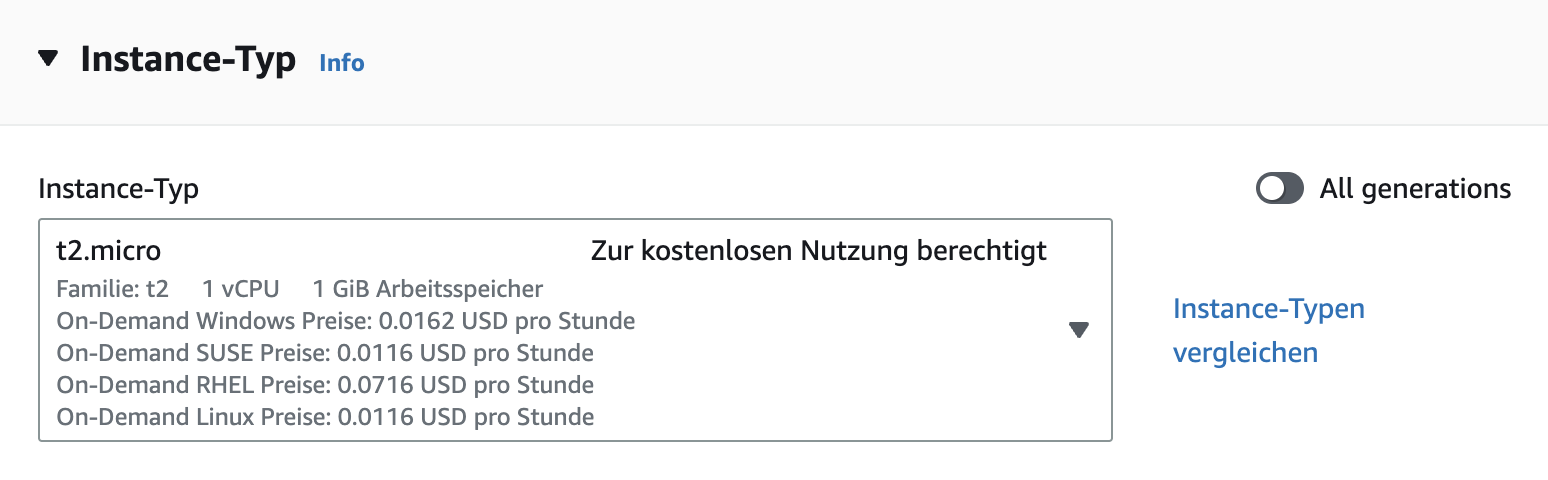 Instance-Typ Info
Instance-Typ
All generations
t2.micro Zur kostenlosen Nutzung berechtigt
Familie: t2 1 vCPU 1 GiB Arbeitsspeicher
On-Demand Windows Preise: 0.0162 USD pro Stunde
On-Demand SUSE Preise: 0.0116 USD pro Stunde
On-Demand RHEL Preise: 0.0716 USD pro Stunde
On-Demand Linux Preise: 0.0116 USD pro Stunde
Instance-Typen
vergleichen